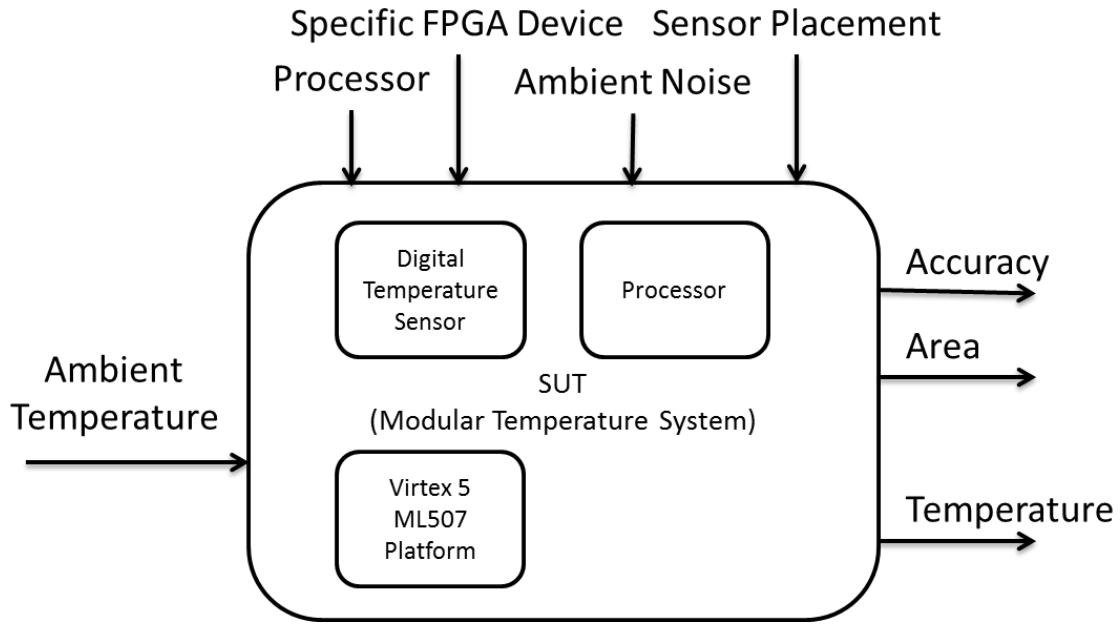 Specific FPGA Device
Sensor Placement
Processor
Ambient Noise
Digital
Temperature
Sensor
Processor
Accuracy
Area
Ambient
Temperature
SUT
(Modular Temperature System)
Virtex 5
ML507
Platform
Temperature